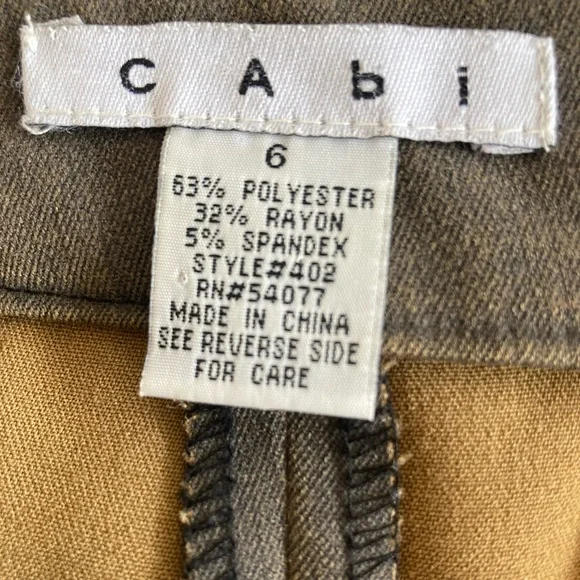 CAbi
6
63% POLYESTER
32% RAYON
5% SPANDEX
STYLE#402
RN#54077
MADE IN CHINA
SEE REVERSE SIDE
FOR CARE